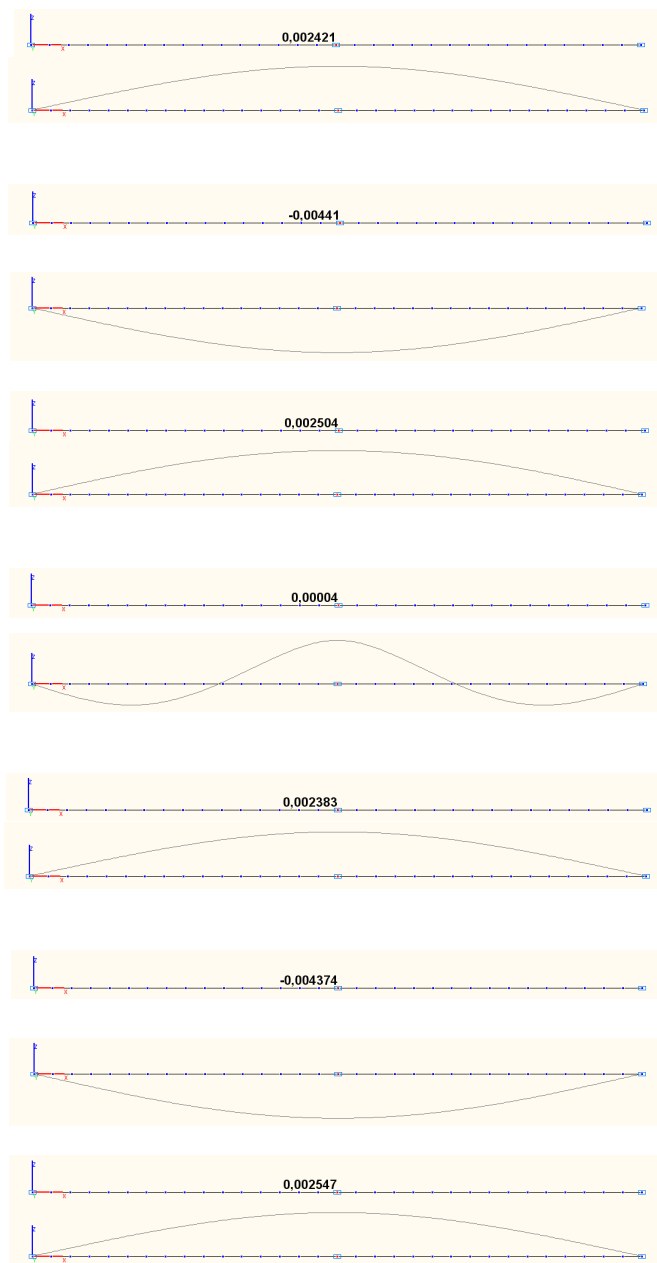 Z
0,002421
Y X
Z
Y X
Z
-0,00441
Y X
Z
Y X
Z
0,002504
Y X
Z
Y X
Z
0,00004
Y X
Z
Y X
Z
0,002383
Y X
Z
Y X
Z
-0,004374
Y X
Z
Y X
Z
0,002547
Y X
Z
Y X